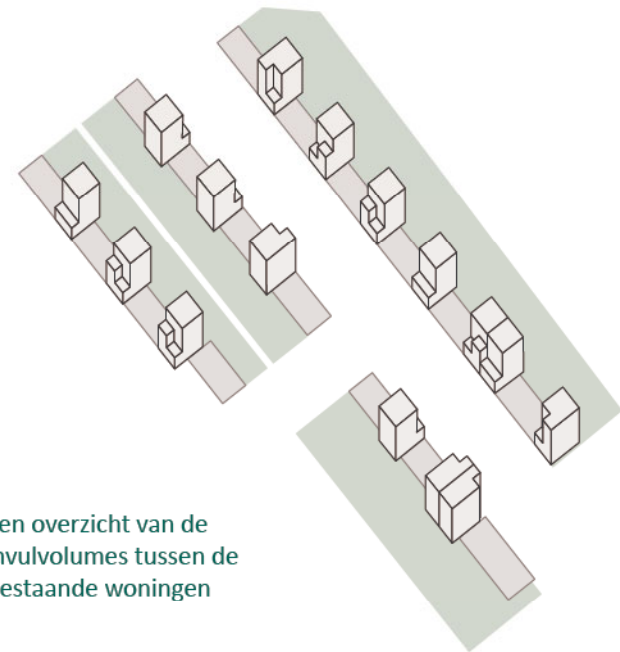 en overzicht van de
nvulvolumes tussen de
estaande woningen